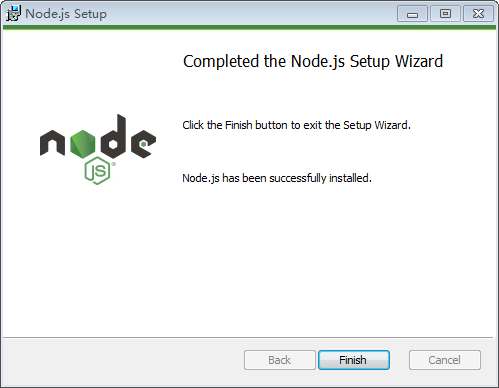 Node.js Setup
Completed the Node.js Setup Wizard
node
JS®
Click the Finish button to exit the Setup Wizard.
Node.js has been successfully installed.
Back
Finish
Cancel